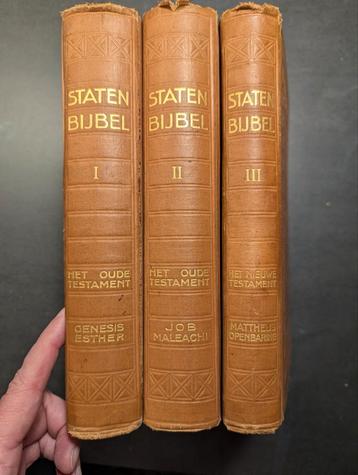 STATEN
BIJBEL
I
HET OUDE
TESTAMENT
GENESIS
ESTHER
STATEN
BIJBEL
II
HET OUDE
TESTAMENT
JOB
MALEACHI
STATEN
BIJBEL
III
HET NIEUWE
TESTAMENT
MATTHEUS
OPENBARING